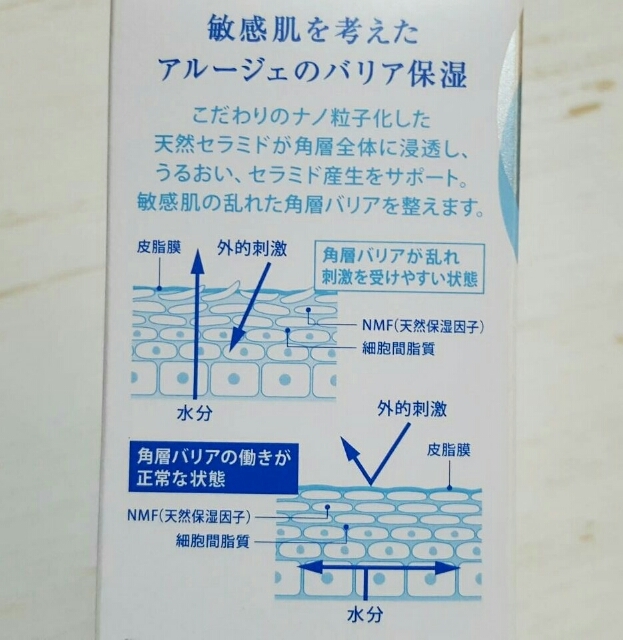 敏感肌を考えた
アルージェのバリア保湿
こだわりのナノ粒子化した
天然セラミドが角層全体に浸透し、
うるおい、セラミド産生をサポート。
敏感肌の乱れた角層バリアを整えます。
皮脂膜
外的刺激
角層バリアが乱れ
刺激を受けやすい状態
NMF(天然保湿因子)
細胞間脂質
水分
外的刺激
皮脂膜
角層バリアの働きが
正常な状態
NMF(天然保湿因子)
細胞間脂質
水分